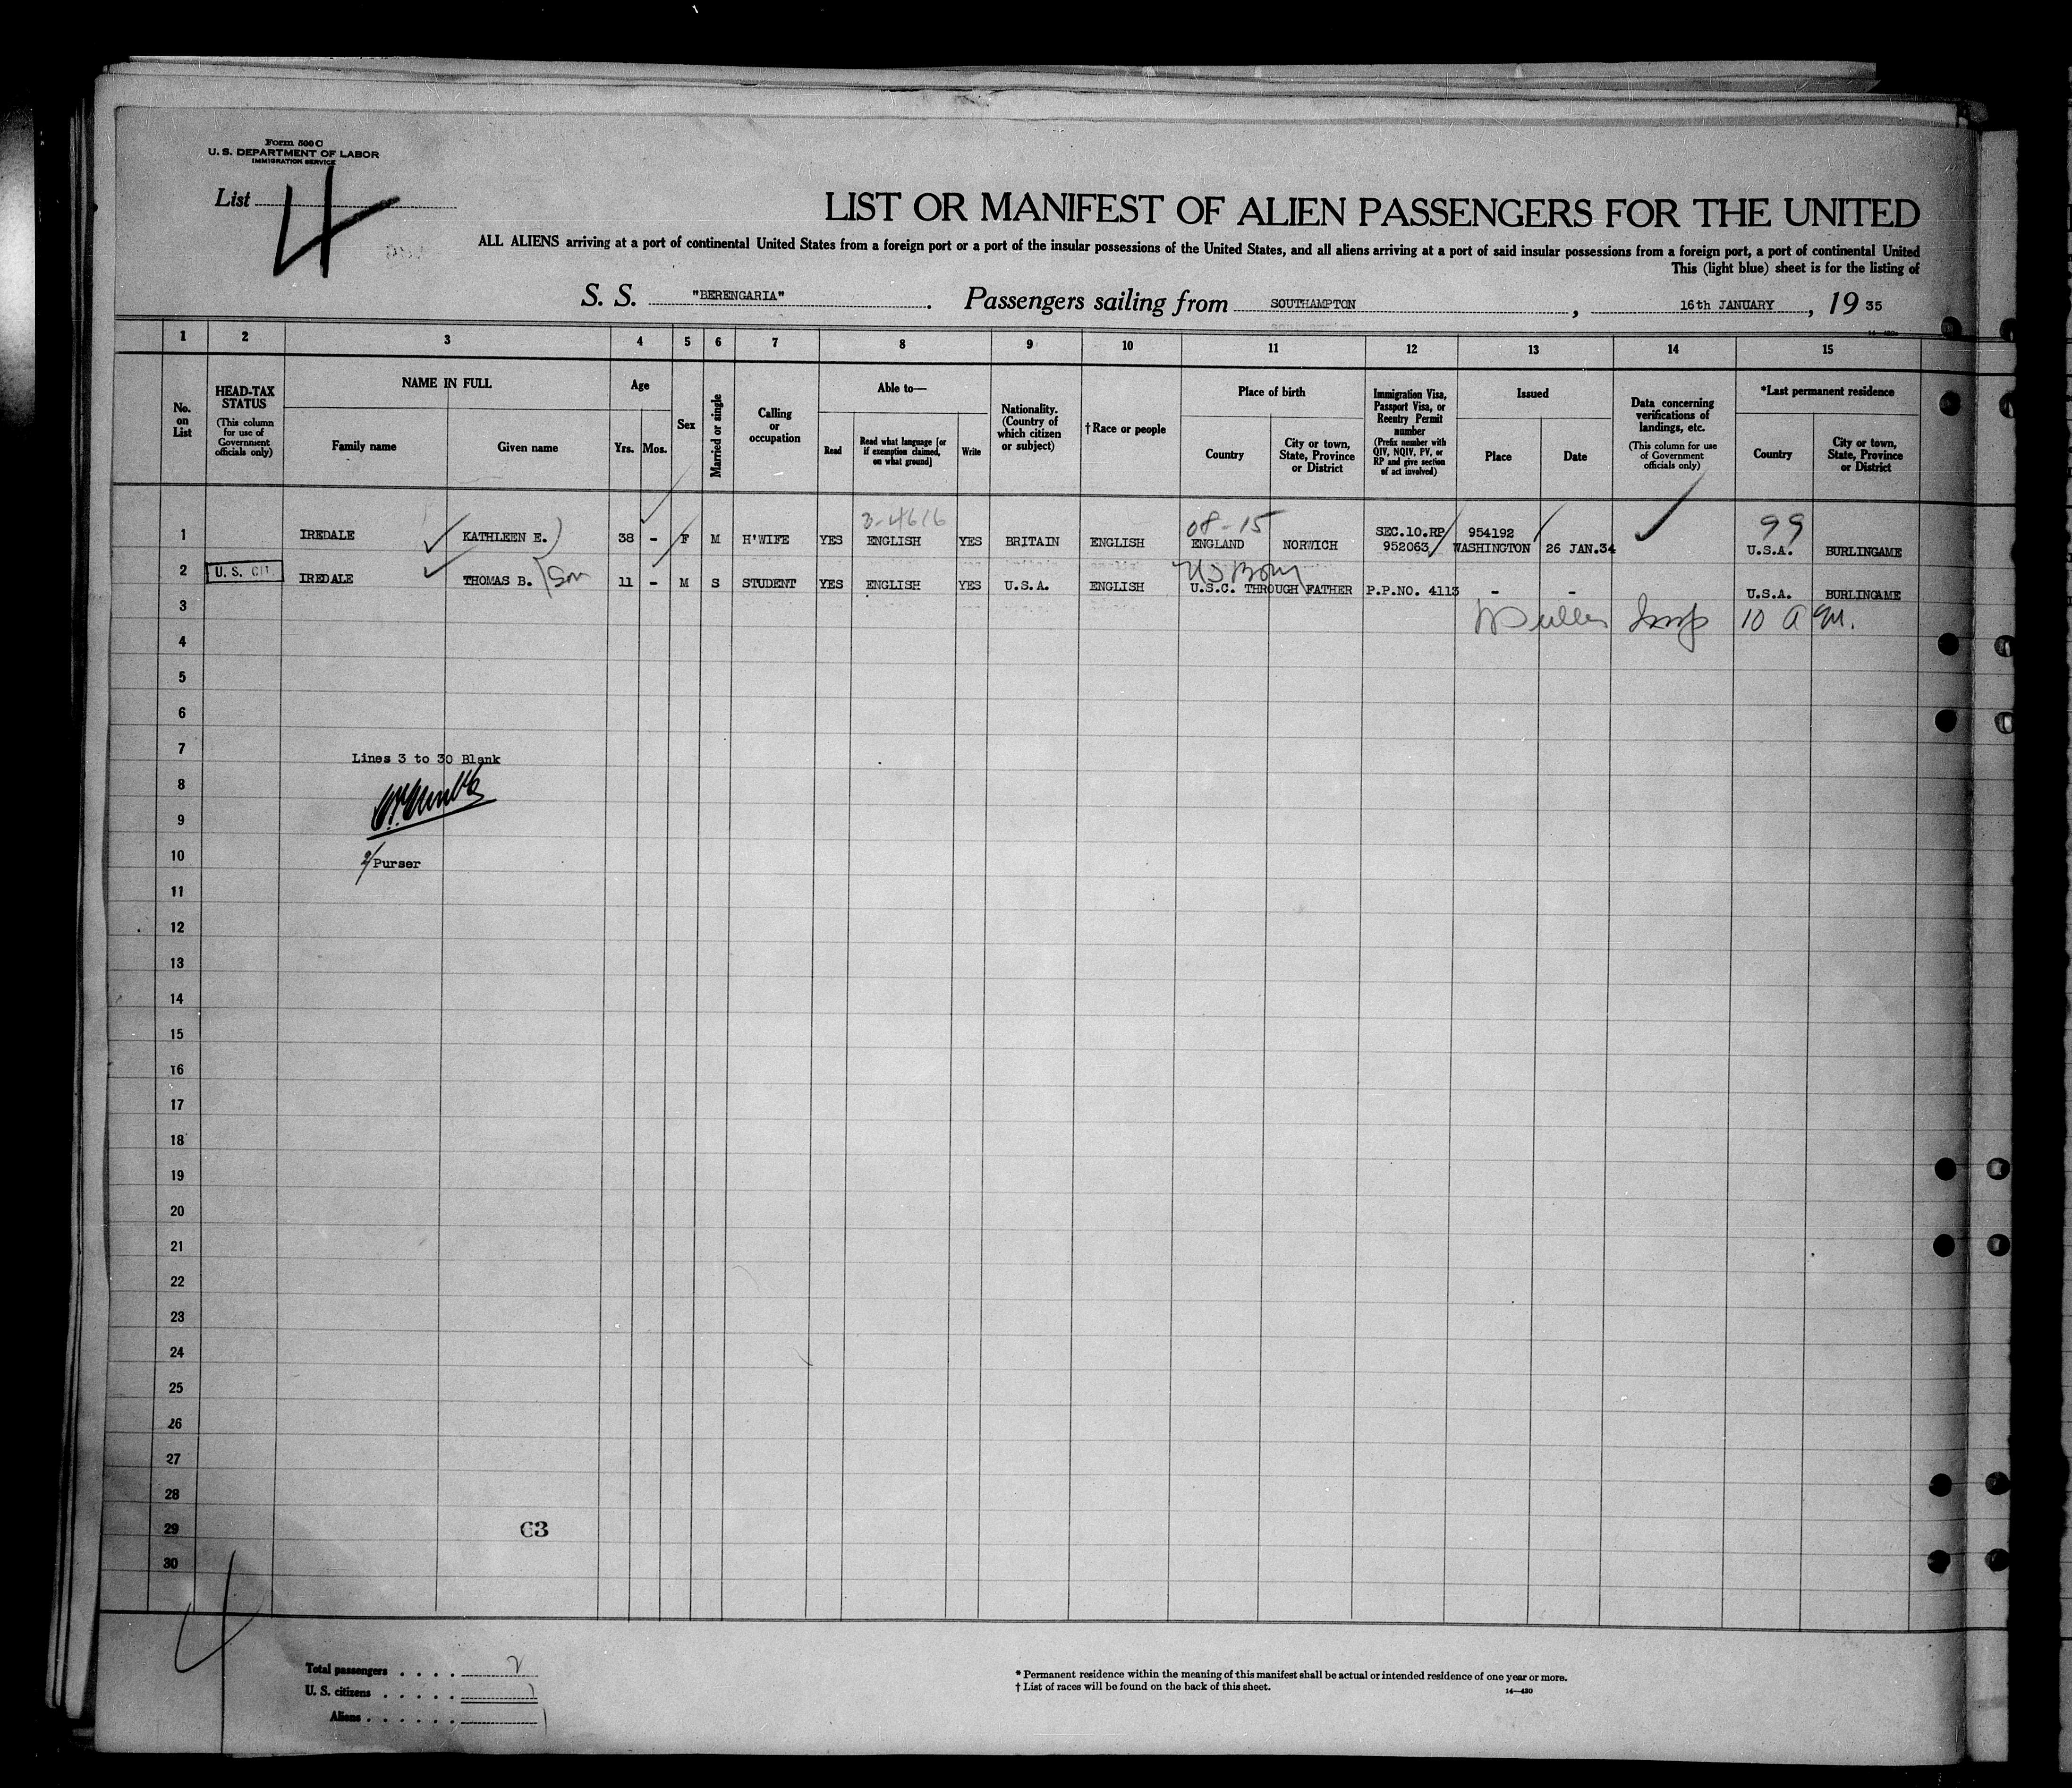 Form 500 C
U. S. DEPARTMENT OF LABOR
IMMIGRATION SERVICE
List 4
LIST OR MANIFEST OF ALIEN PASSENGERS FOR THE UNITED
ALL ALIENS arriving at a port of continental United States from a foreign port or a port of the insular possessions of the United States, and all aliens arriving at a port of said insular possessions from a foreign port, a port of continental United
This (light blue) sheet is for the listing of
S. S. "BERENGARIA". Passengers sailing from SOUTHAMPTON, 16th JANUARY, 19 35
14—420
1 2 3 4 5 6 7 8 9 10 11 12 13 14 15
No. on List
HEAD-TAX STATUS
(This column for use of Government officials only)
NAME IN FULL
Family name
Given name
Age
Yrs.
Mos.
Sex
Married or single
Calling or occupation
Able to—
Read
Read what language [or if exemption claimed, on what ground]
Write
Nationality. (Country of which citizen or subject)
†Race or people
Place of birth
Country
City or town, State, Province or District
Immigration Visa, Passport Visa, or Reentry Permit number
(Prefix number with QIV, NQIV, PV, or RP and give section of act involved)
Issued
Place
Date
Data concerning verifications of landings, etc.
(This column for use of Government officials only)
*Last permanent residence
Country
City or town, State, Province or District
3-4616 08-15 99
1 IREDALE KATHLEEN E. 38 - F M H'WIFE YES ENGLISH YES BRITAIN ENGLISH ENGLAND NORWICH SEC.10.RP 952063 954192 WASHINGTON 26 JAN.34 U.S.A. BURLINGAME
US Born
2 U. S. CIT. IREDALE THOMAS B. Son 11 - M S STUDENT YES ENGLISH YES U.S.A. ENGLISH U.S.C. THROUGH FATHER P.P.NO. 4113 - - U.S.A. BURLINGAME
3 Insp 10 am.
4
5
6
7
Lines 3 to 30 Blank
8
9
10
2/Purser
11
12
13
14
15
16
17
18
19
20
21
22
23
24
25
26
27
28
29
63
30
4
Total passengers . . . . 2
U. S. citizens . . . . . 1
Aliens . . . . . . 1
* Permanent residence within the meaning of this manifest shall be actual or intended residence of one year or more.
† List of races will be found on the back of this sheet.
14—420